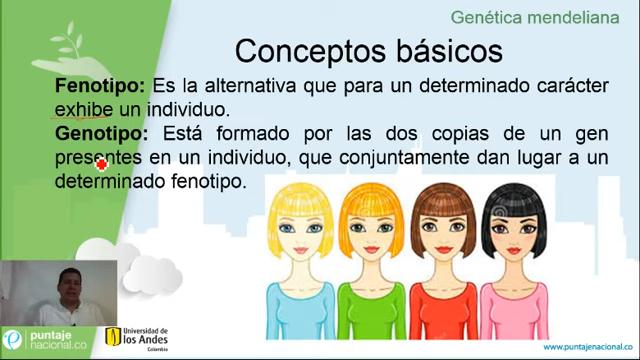 Genética mendeliana
Conceptos básicos
Fenotipo: Es la alternativa que para un determinado carácter
exhibe un individuo.
Genotipo: Está formado por las dos copias de un gen
presentes en un individuo, que conjuntamente dan lugar a un
determinado fenotipo.
puntaje
nacional.co
Universidad de
los Andes
Colombia
www.puntajenacional.co